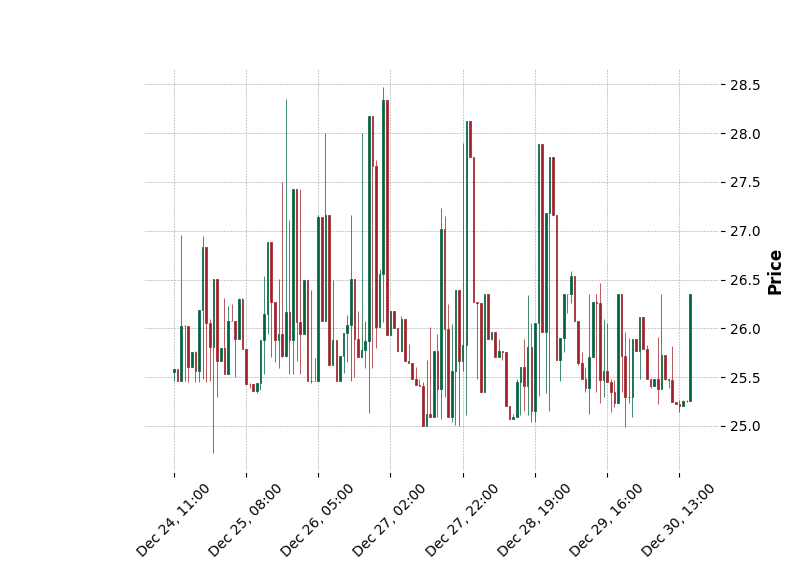 28.5
28.0
27.5
27.0
26.5
26.0
25.5
25.0
Price
Dec 24, 11:00
Dec 25, 08:00
Dec 26, 05:00
Dec 27, 02:00
Dec 27, 22:00
Dec 28, 19:00
Dec 29, 16:00
Dec 30, 13:00